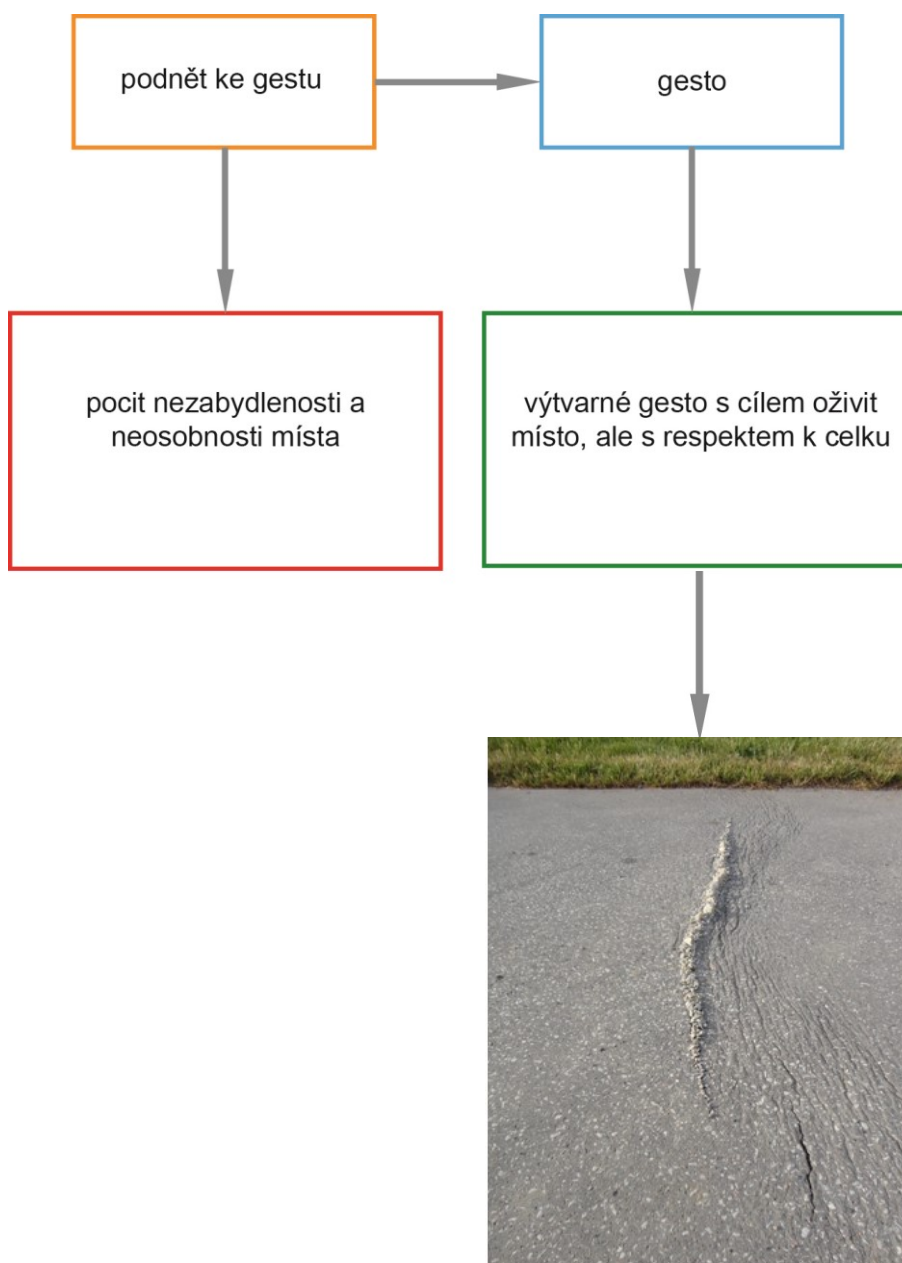 podnět ke gestu
gesto
pocit nezabydlenosti a
neosobnosti místa
výtvarné gesto s cílem oživit
místo, ale s respektem k celku